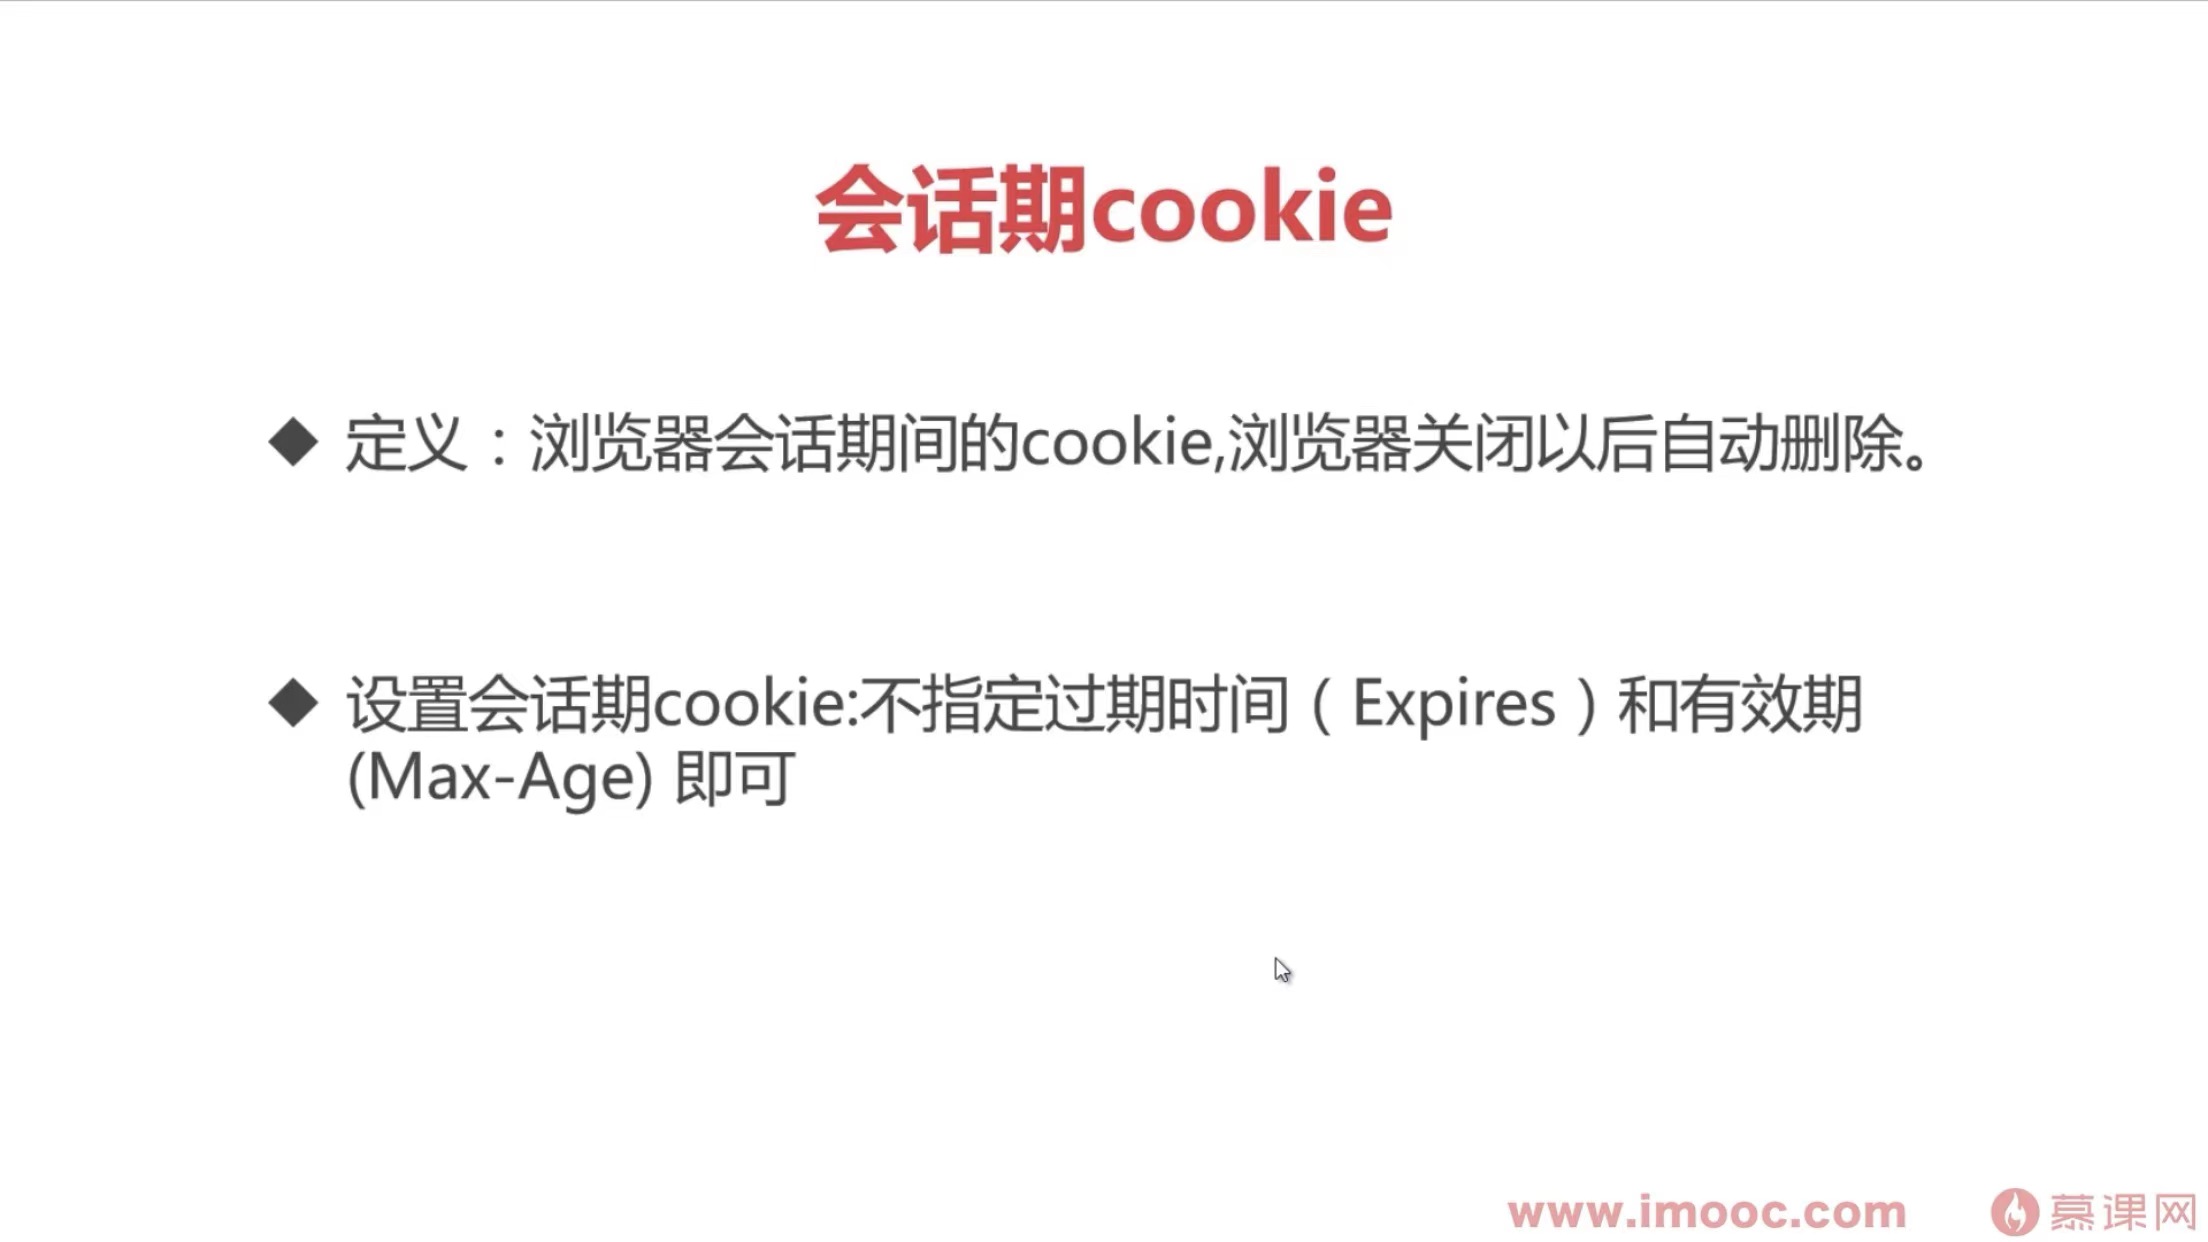 会话期cookie
◆ 定义：浏览器会话期间的cookie,浏览器关闭以后自动删除。
◆ 设置会话期cookie:不指定过期时间（Expires）和有效期
(Max-Age) 即可
www.imooc.com 慕课网